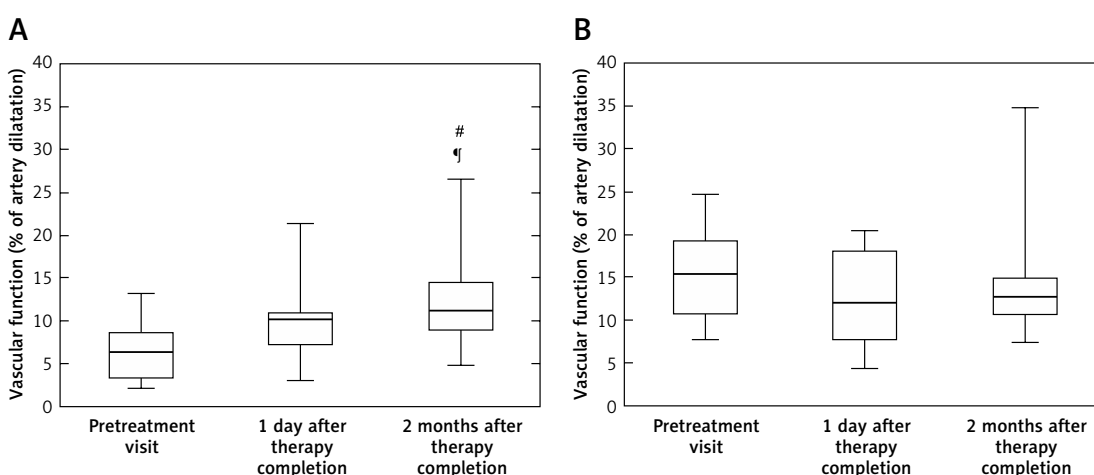 A
Vascular function (% of artery dilatation)
40
35
30
25
20
15
10
5
0
#
¶
Pretreatment
visit
1 day after
therapy
completion
2 months after
therapy
completion
B
Vascular function (% of artery dilatation)
40
35
30
25
20
15
10
5
0
Pretreatment
visit
1 day after
therapy
completion
2 months after
therapy
completion